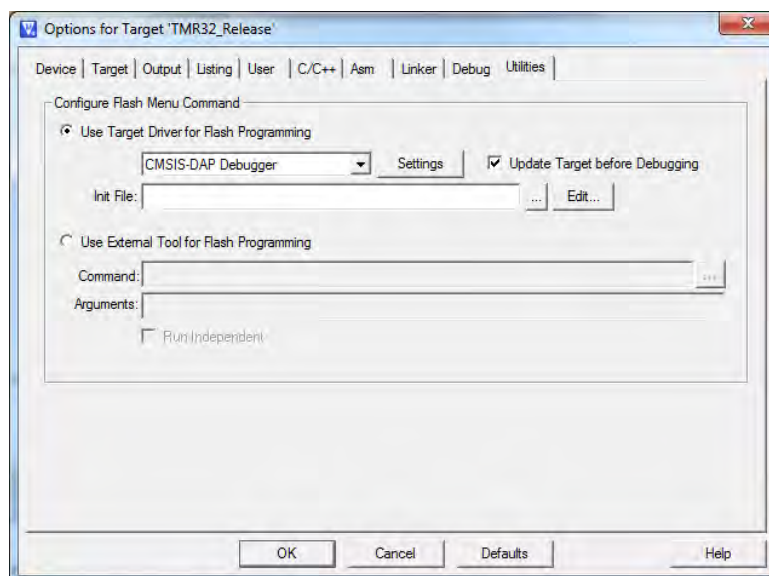 Options for Target 'TMR32_Release'
Device Target Output Listing User C/C++ Asm Linker Debug Utilities
Configure Flash Menu Command
Use Target Driver for Flash Programming
CMSIS-DAP Debugger Settings Update Target before Debugging
Init File: ... Edit...
Use External Tool for Flash Programming
Command: ...
Arguments:
Run Independent
OK Cancel Defaults Help